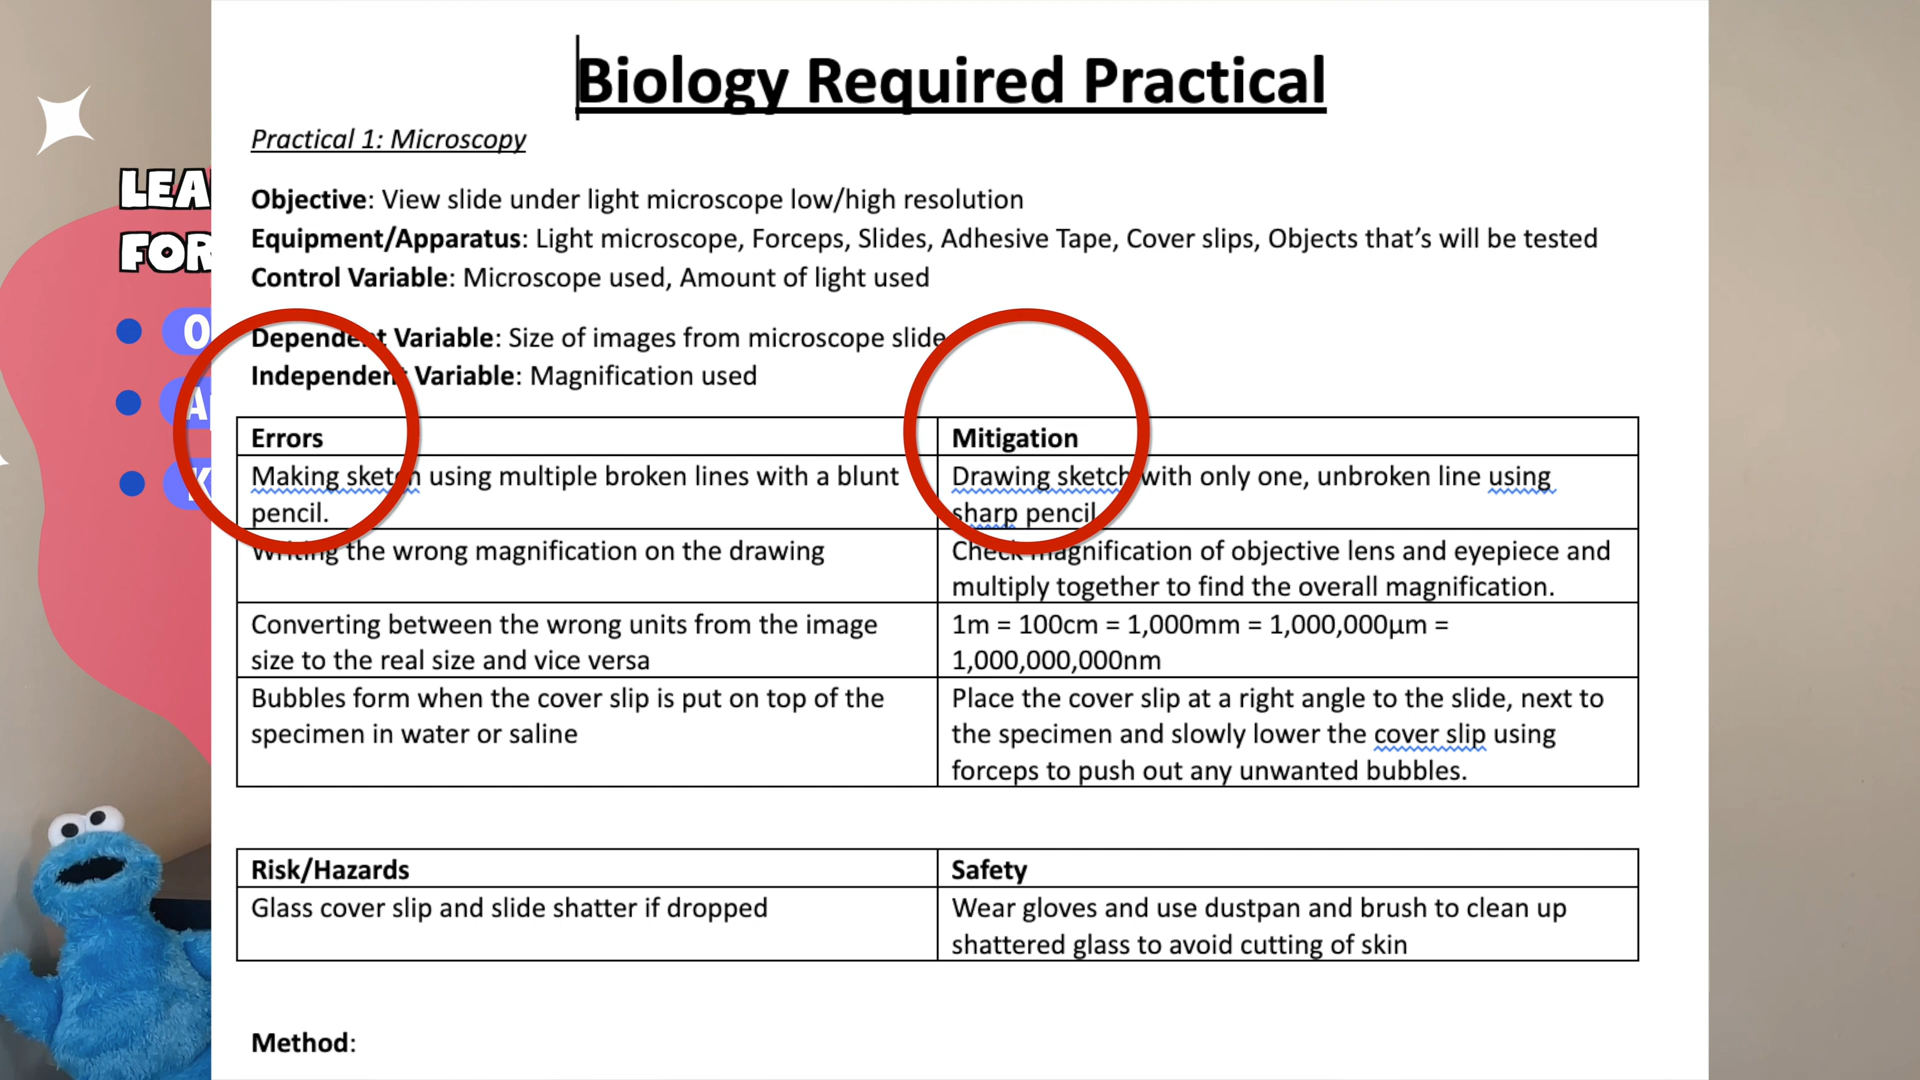 Biology Required Practical
Practical 1: Microscopy
LEA
Objective: View slide under light microscope low/high resolution
Equipment/Apparatus: Light microscope, Forceps, Slides, Adhesive Tape, Cover slips, Objects that’s will be tested
FOR
Control Variable: Microscope used, Amount of light used
Dependent Variable: Size of images from microscope slide
Independent Variable: Magnification used
Errors
Mitigation
Making sketch using multiple broken lines with a blunt
pencil.
Drawing sketch with only one, unbroken line using
sharp pencil
Writing the wrong magnification on the drawing
Check magnification of objective lens and eyepiece and
multiply together to find the overall magnification.
Converting between the wrong units from the image
size to the real size and vice versa
1m = 100cm = 1,000mm = 1,000,000µm =
1,000,000,000nm
Bubbles form when the cover slip is put on top of the
specimen in water or saline
Place the cover slip at a right angle to the slide, next to
the specimen and slowly lower the cover slip using
forceps to push out any unwanted bubbles.
Risk/Hazards
Safety
Glass cover slip and slide shatter if dropped
Wear gloves and use dustpan and brush to clean up
shattered glass to avoid cutting of skin
Method: